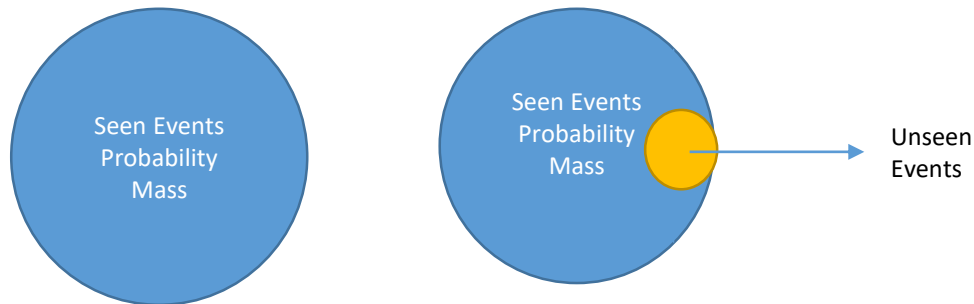 Seen Events
Probability
Mass
Seen Events
Probability
Mass
Unseen
Events